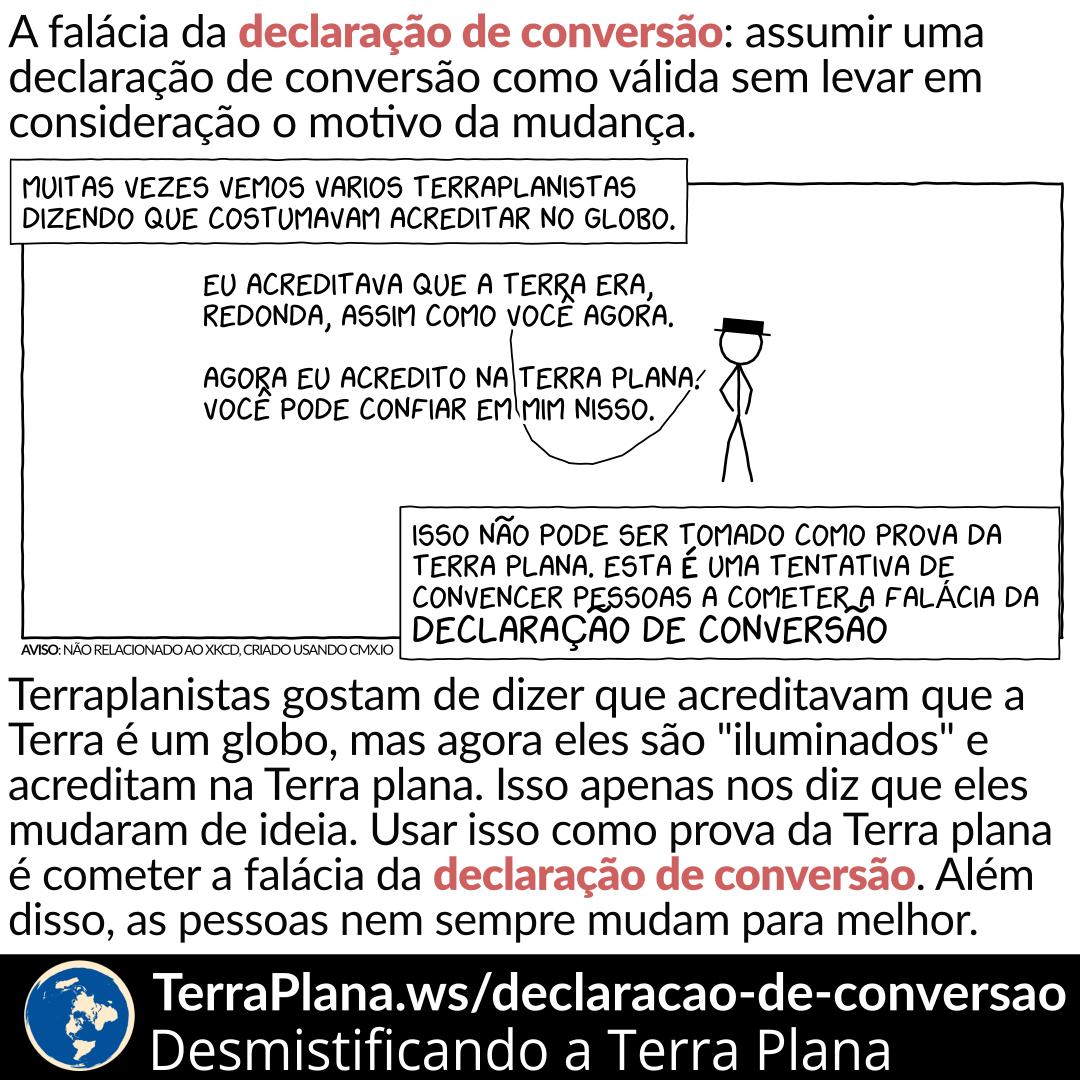 A falácia da declaração de conversão: assumir uma
declaração de conversão como válida sem levar em
consideração o motivo da mudança.
MUITAS VEZES VEMOS VARIOS TERRAPLANISTAS
DIZENDO QUE COSTUMAVAM ACREDITAR NO GLOBO.
EU ACREDITAVA QUE A TERRA ERA,
REDONDA, ASSIM COMO VOCÊ AGORA.
AGORA EU ACREDITO NA TERRA PLANA!
VOCÊ PODE CONFIAR EM MIM NISSO.
ISSO NÃO PODE SER TOMADO COMO PROVA DA
TERRA PLANA. ESTA É UMA TENTATIVA DE
CONVENCER PESSOAS A COMETER A FALÁCIA DA
DECLARAÇÃO DE CONVERSÃO
AVISO: NÃO RELACIONADO AO XKCD, CRIADO USANDO CMX.IO
Terraplanistas gostam de dizer que acreditavam que a
Terra é um globo, mas agora eles são "iluminados" e
acreditam na Terra plana. Isso apenas nos diz que eles
mudaram de ideia. Usar isso como prova da Terra plana
é cometer a falácia da declaração de conversão. Além
disso, as pessoas nem sempre mudam para melhor.
TerraPlana.ws/declaracao-de-conversao
Desmistificando a Terra Plana